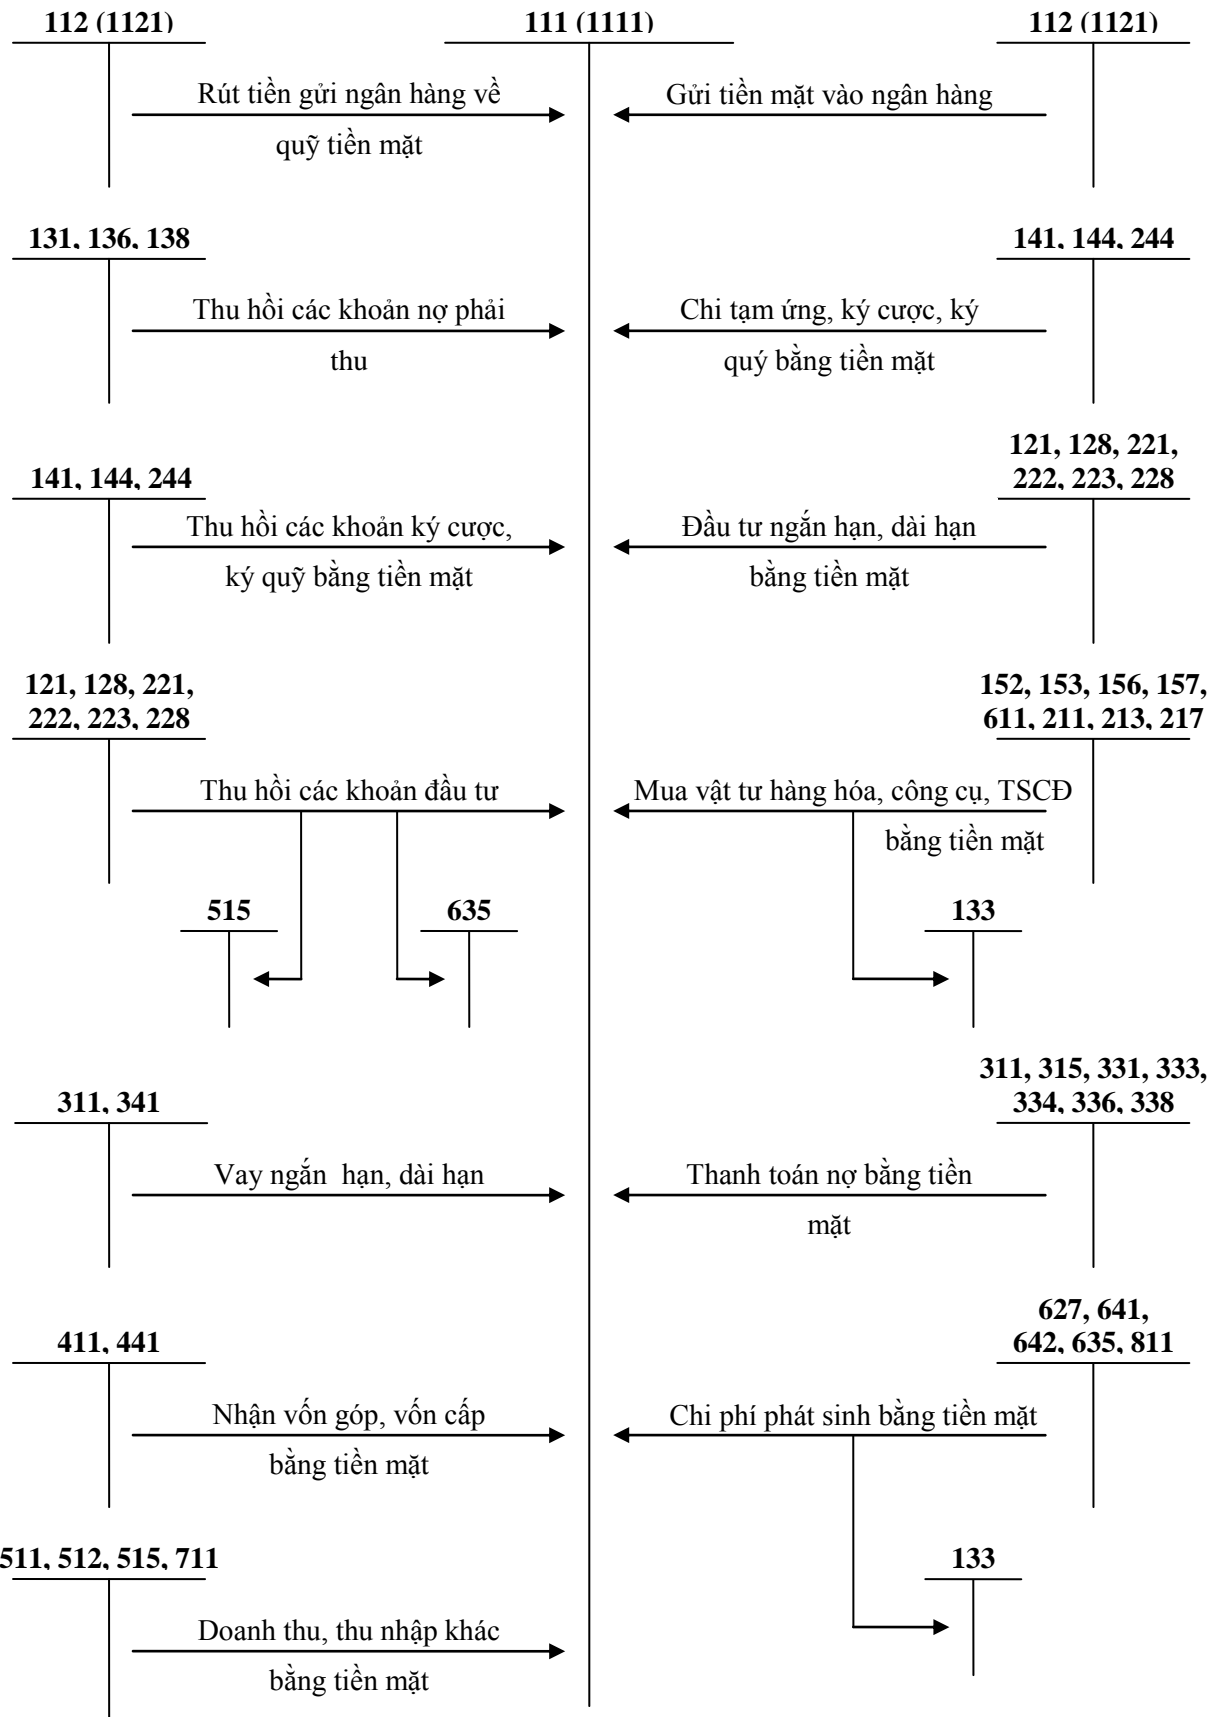 112 (1121)
111 (1111)
112 (1121)
Rút tiền gửi ngân hàng về
quỹ tiền mặt
Gửi tiền mặt vào ngân hàng
131, 136, 138
141, 144, 244
Thu hồi các khoản nợ phải
thu
Chi tạm ứng, ký cược, ký
quý bằng tiền mặt
141, 144, 244
121, 128, 221,
222, 223, 228
Thu hồi các khoản ký cược,
ký quỹ bằng tiền mặt
Đầu tư ngắn hạn, dài hạn
bằng tiền mặt
121, 128, 221,
222, 223, 228
152, 153, 156, 157,
611, 211, 213, 217
Thu hồi các khoản đầu tư
Mua vật tư hàng hóa, công cụ, TSCĐ
bằng tiền mặt
515
635
133
311, 341
311, 315, 331, 333,
334, 336, 338
Vay ngắn hạn, dài hạn
Thanh toán nợ bằng tiền
mặt
411, 441
627, 641,
642, 635, 811
Nhận vốn góp, vốn cấp
bằng tiền mặt
Chi phí phát sinh bằng tiền mặt
511, 512, 515, 711
133
Doanh thu, thu nhập khác
bằng tiền mặt